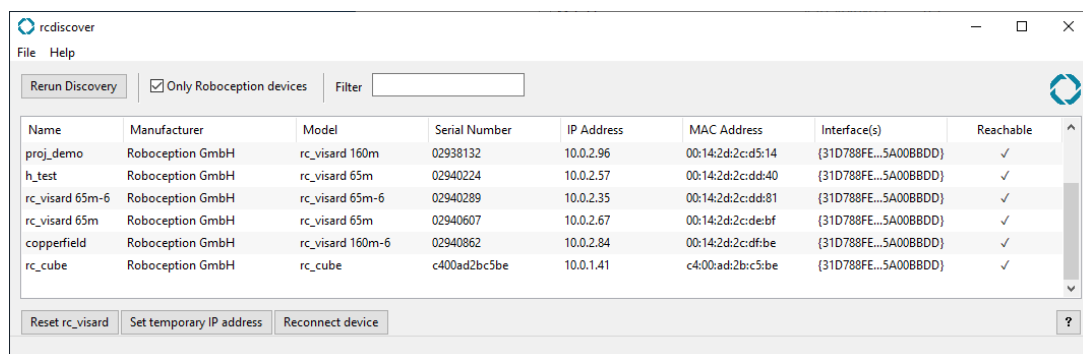 rcdiscover
File Help
Rerun Discovery Only Roboception devices Filter
Name Manufacturer Model Serial Number IP Address MAC Address Interface(s) Reachable
proj_demo Roboception GmbH rc_visard 160m 02938132 10.0.2.96 00:14:2d:2c:d5:14 {31D788FE...5A00BBDD} ✓
h_test Roboception GmbH rc_visard 65m 02940224 10.0.2.57 00:14:2d:2c:dd:40 {31D788FE...5A00BBDD} ✓
rc_visard 65m-6 Roboception GmbH rc_visard 65m-6 02940289 10.0.2.35 00:14:2d:2c:dd:81 {31D788FE...5A00BBDD} ✓
rc_visard 65m Roboception GmbH rc_visard 65m 02940607 10.0.2.67 00:14:2d:2c:de:bf {31D788FE...5A00BBDD} ✓
copperfield Roboception GmbH rc_visard 160m-6 02940862 10.0.2.84 00:14:2d:2c:df:be {31D788FE...5A00BBDD} ✓
rc_cube Roboception GmbH rc_cube c400ad2bc5be 10.0.1.41 c4:00:ad:2b:c5:be {31D788FE...5A00BBDD} ✓
Reset rc_visard Set temporary IP address Reconnect device ?